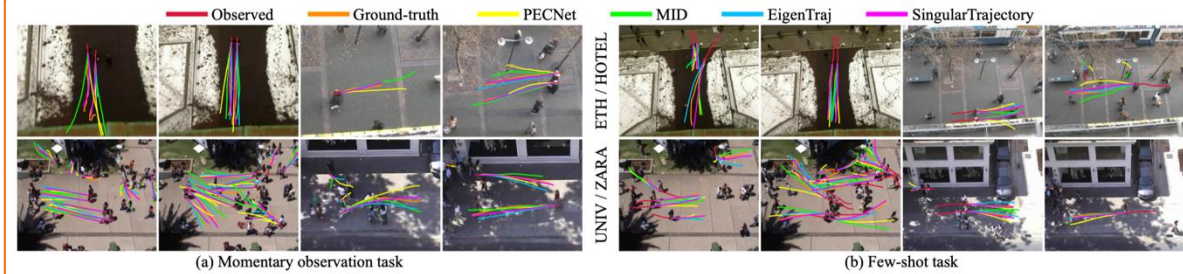 Observed Ground-truth PECNet MID EigenTraj SingularTrajectory
ETH / HOTEL
UNIV / ZARA
(a) Momentary observation task (b) Few-shot task